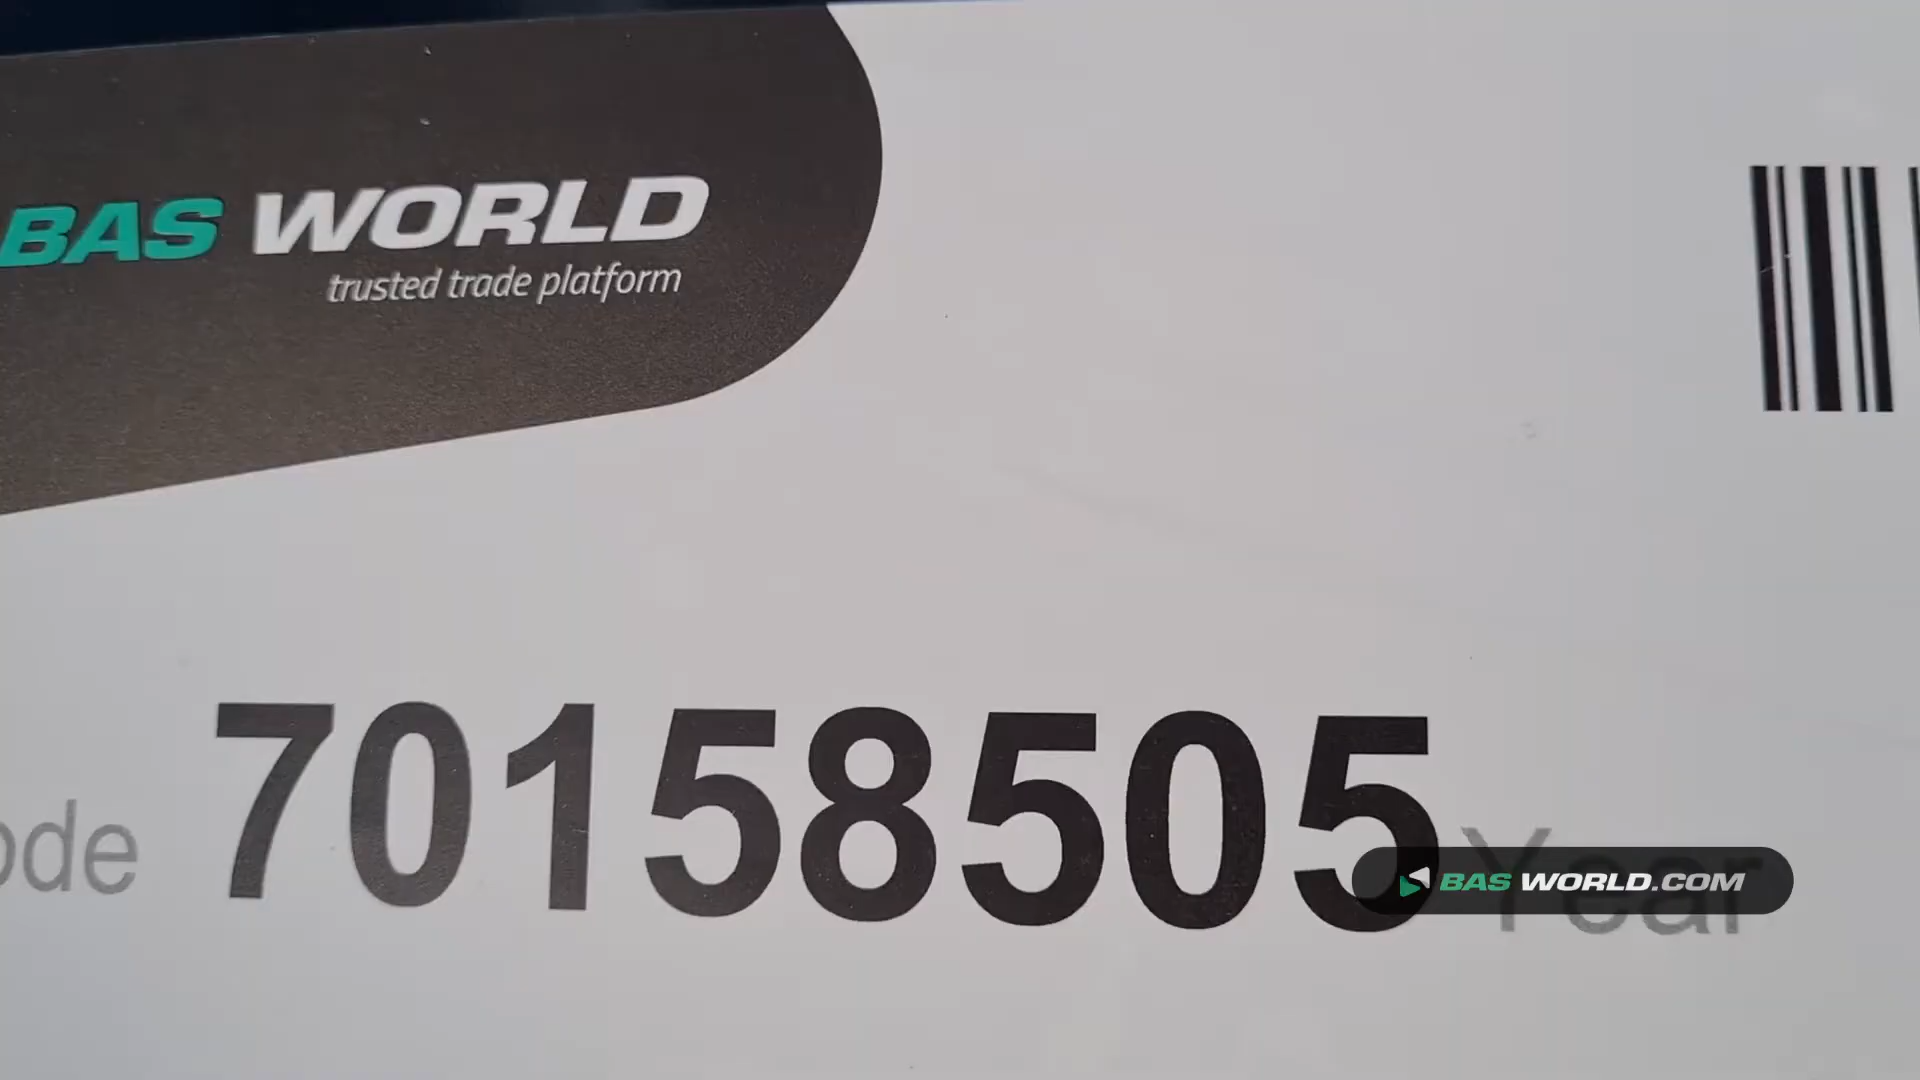 BAS WORLD
trusted trade platform
ode 70158505 Year
BAS WORLD.COM